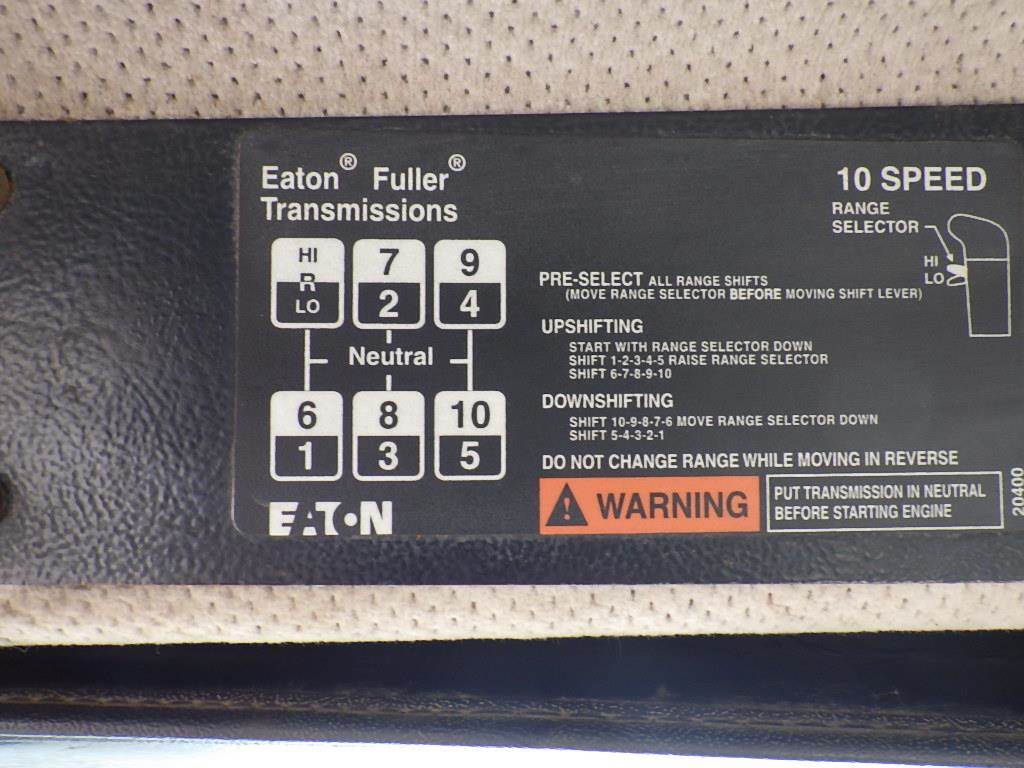 Eaton® Fuller®
Transmissions
10 SPEED
RANGE
SELECTOR
HI
LO
HI
R
LO
7
2
9
4
Neutral
6
1
8
3
10
5
PRE-SELECT ALL RANGE SHIFTS
(MOVE RANGE SELECTOR BEFORE MOVING SHIFT LEVER)
UPSHIFTING
START WITH RANGE SELECTOR DOWN
SHIFT 1-2-3-4-5 RAISE RANGE SELECTOR
SHIFT 6-7-8-9-10
DOWNSHIFTING
SHIFT 10-9-8-7-6 MOVE RANGE SELECTOR DOWN
SHIFT 5-4-3-2-1
DO NOT CHANGE RANGE WHILE MOVING IN REVERSE
WARNING
PUT TRANSMISSION IN NEUTRAL
BEFORE STARTING ENGINE
20400
EATON